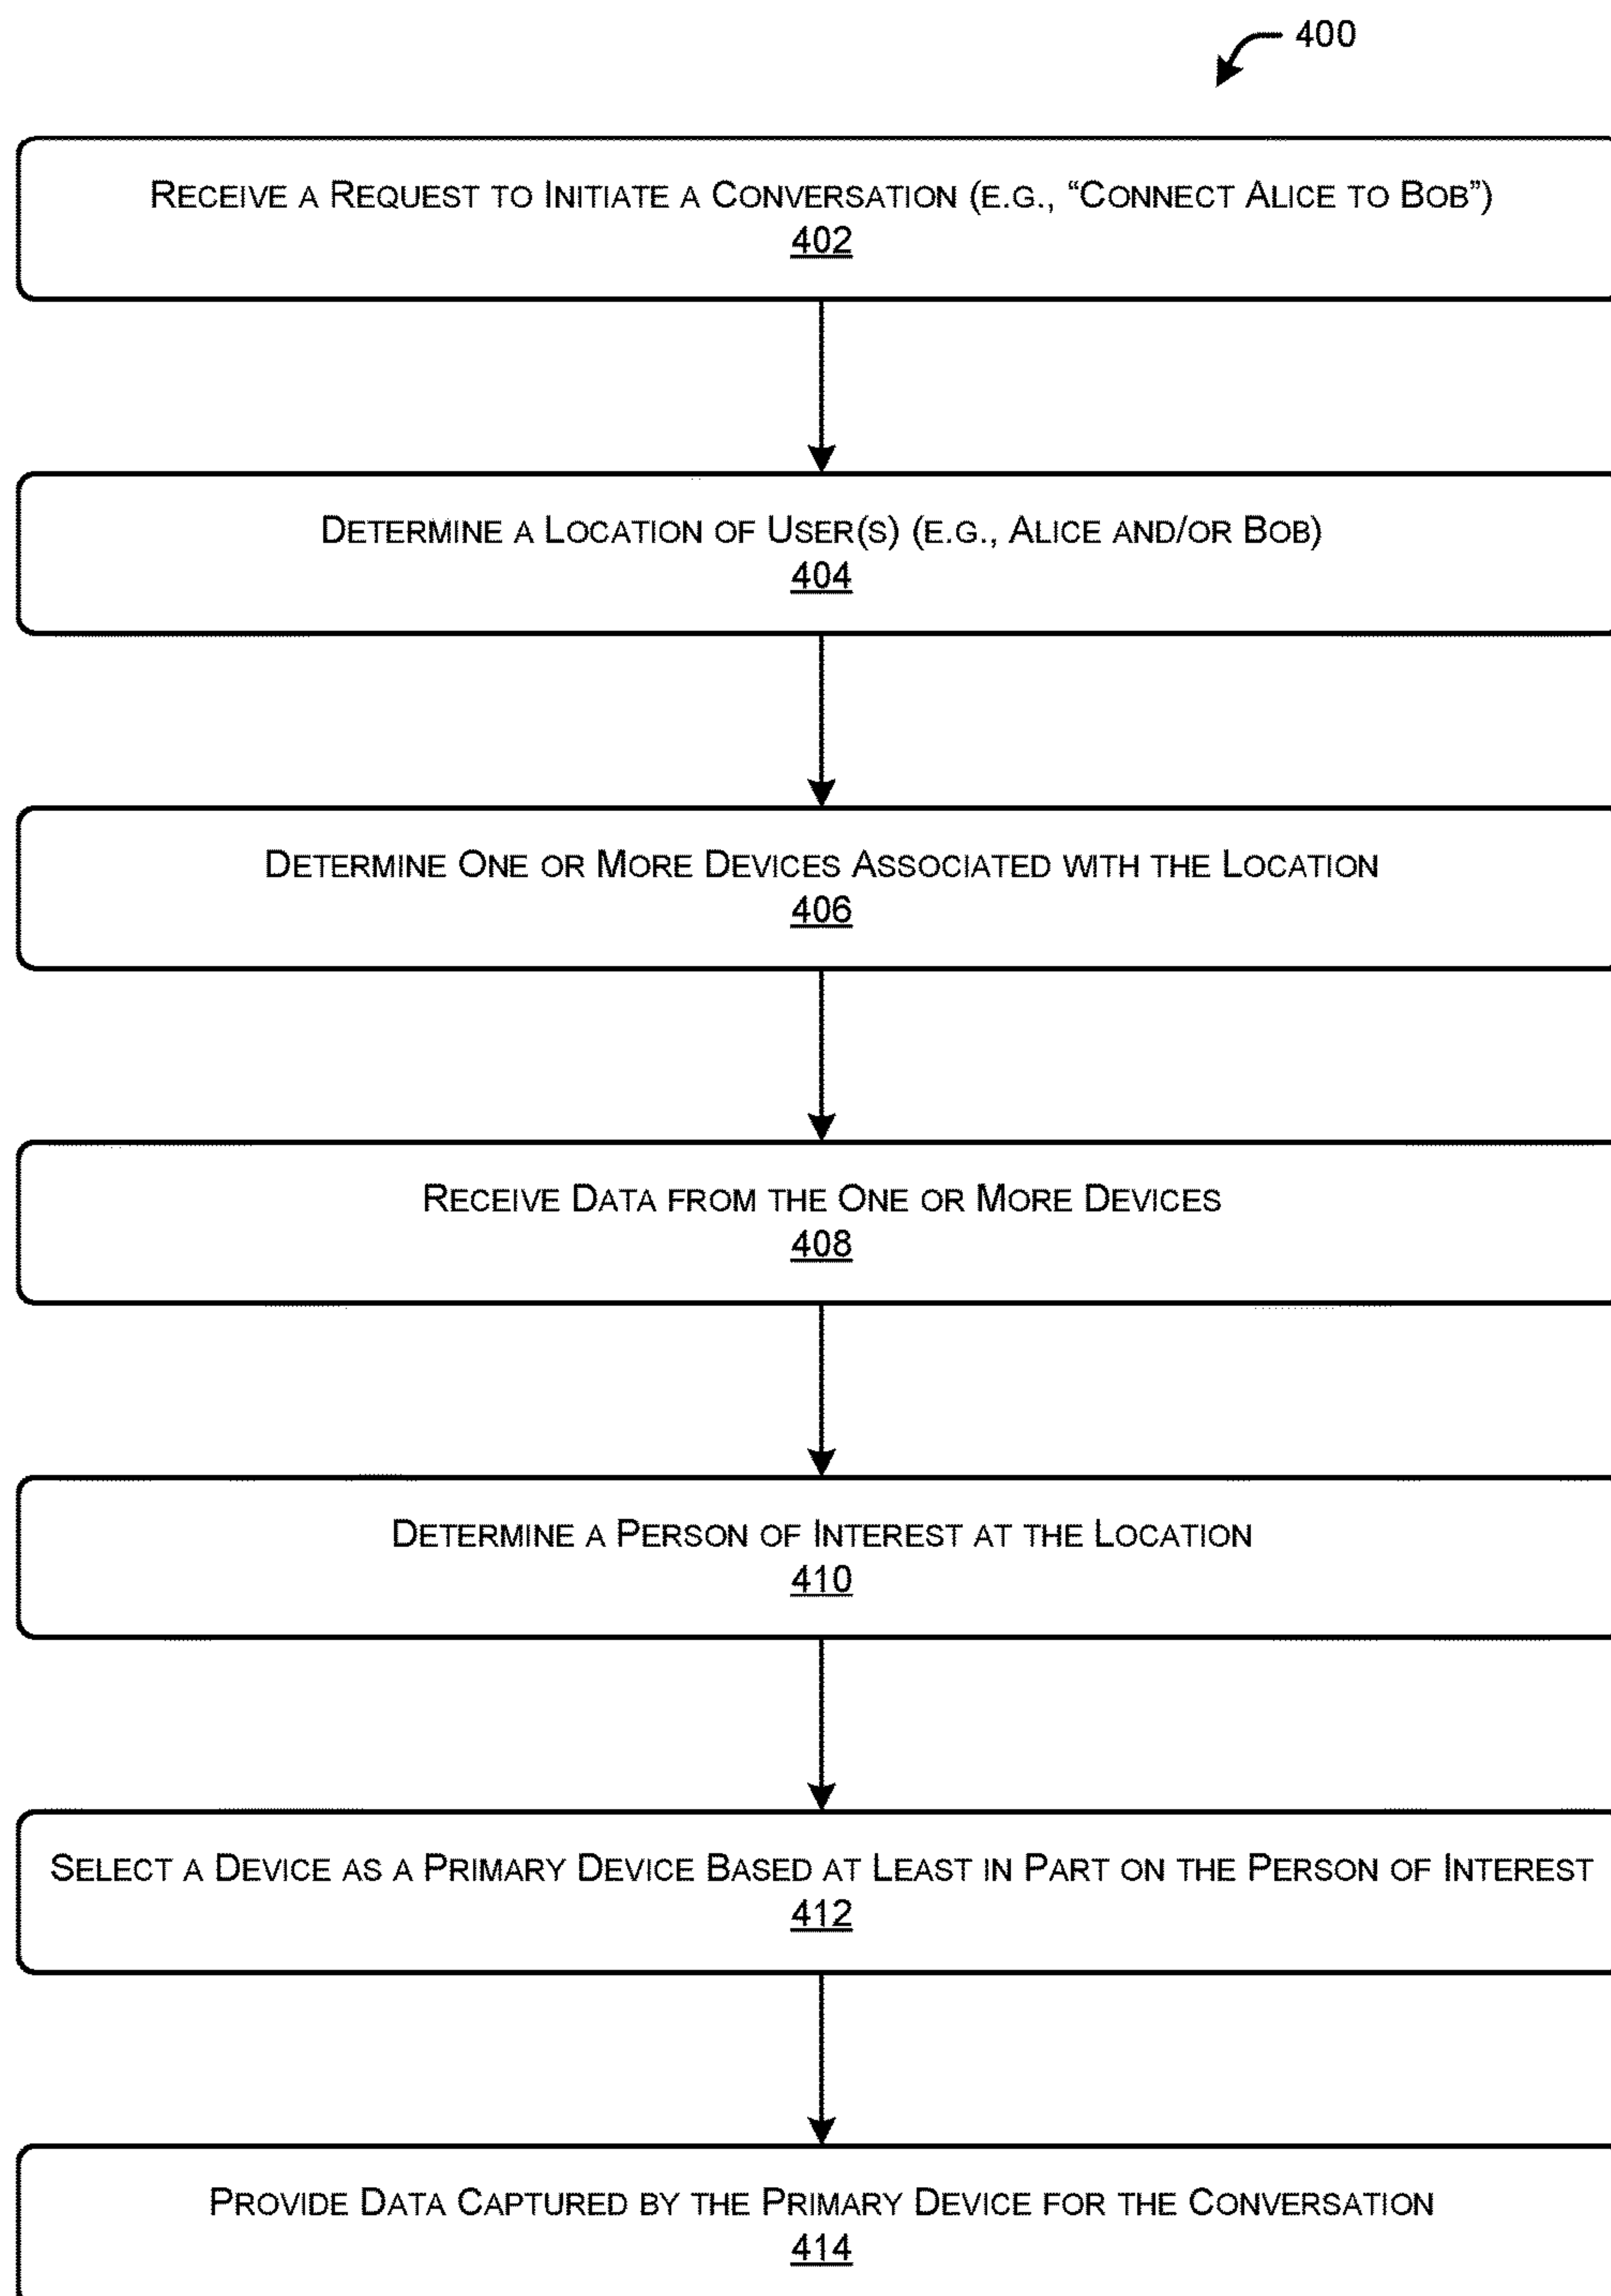 400
RECEIVE A REQUEST TO INITIATE A CONVERSATION (E.G., “CONNECT ALICE TO BOB”)
402
DETERMINE A LOCATION OF USER(S) (E.G., ALICE AND/OR BOB)
404
DETERMINE ONE OR MORE DEVICES ASSOCIATED WITH THE LOCATION
406
RECEIVE DATA FROM THE ONE OR MORE DEVICES
408
DETERMINE A PERSON OF INTEREST AT THE LOCATION
410
SELECT A DEVICE AS A PRIMARY DEVICE BASED AT LEAST IN PART ON THE PERSON OF INTEREST
412
PROVIDE DATA CAPTURED BY THE PRIMARY DEVICE FOR THE CONVERSATION
414